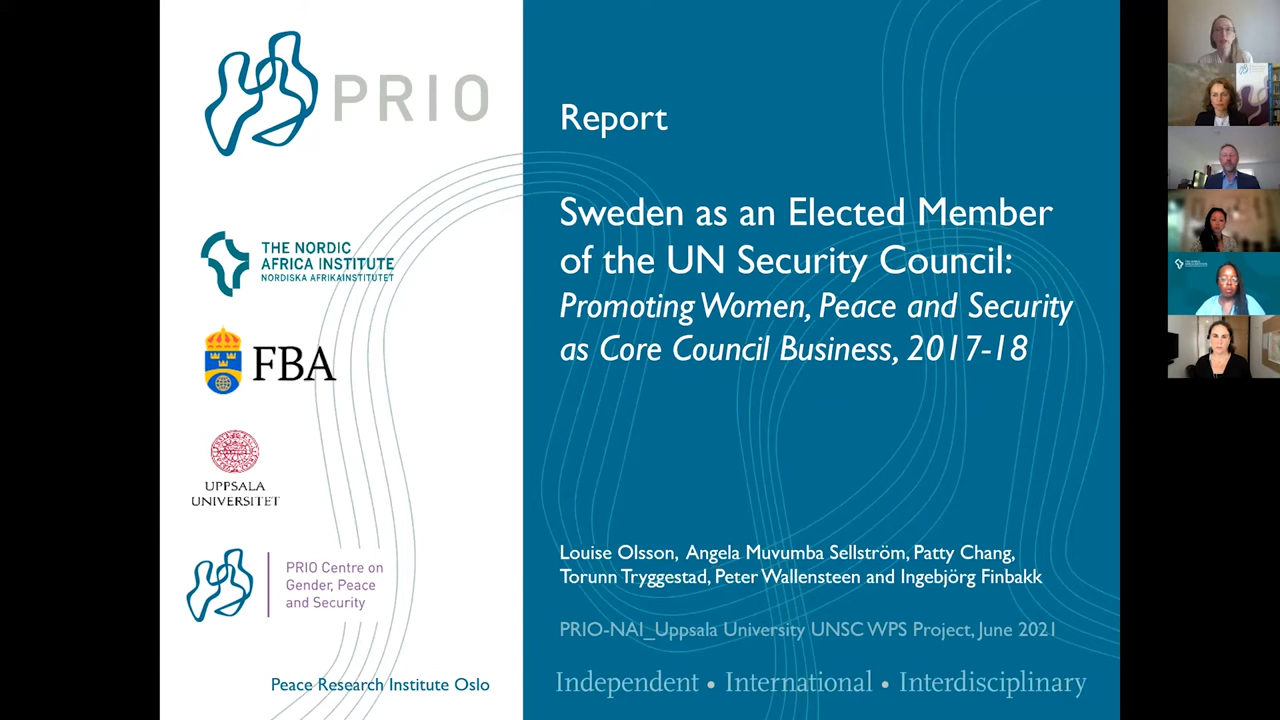 PRIO
THE NORDIC
AFRICA INSTITUTE
NORDISKA AFRIKAINSTITUTET
FBA
UPPSALA
UNIVERSITET
PRIO Centre on
Gender, Peace
and Security
Peace Research Institute Oslo
Report
Sweden as an Elected Member
of the UN Security Council:
Promoting Women, Peace and Security
as Core Council Business, 2017-18
Louise Olsson, Angela Muvumba Sellström, Patty Chang,
Torunn Tryggestad, Peter Wallensteen and Ingebjörg Finbakk
PRIO-NAI_Uppsala University UNSC WPS Project, June 2021
Independent • International • Interdisciplinary